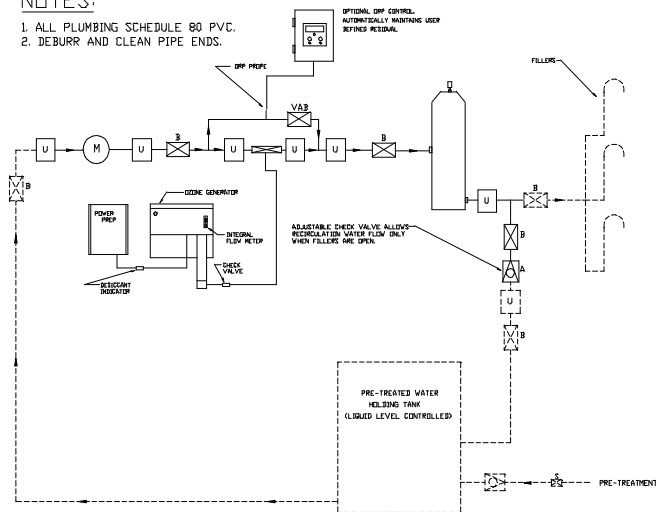 NOTES:
1. ALL PLUMBING SCHEDULE 80 PVC.
2. DEBURR AND CLEAN PIPE ENDS.
OPTIONAL ORP CONTROL
AUTOMATICALLY MAINTAINS USER
DEFINED RESIDUAL
ORP PROPE
FILLERS
VAB
U
M
U
B
U
U
U
B
B
U
B
B
OZONE GENERATOR
POWER
PREP
INTEGRAL
FLOW METER
CHECK
VALVE
DESICCANT
INDICATOR
ADJUSTABLE CHECK VALVE ALLOWS
RECIRCULATION WATER FLOW ONLY
WHEN FILLERS ARE OPEN.
A
U
B
PRE-TREATED WATER
HOLDING TANK
(LIQUID LEVEL CONTROLLED)
S
PRE-TREATMENT